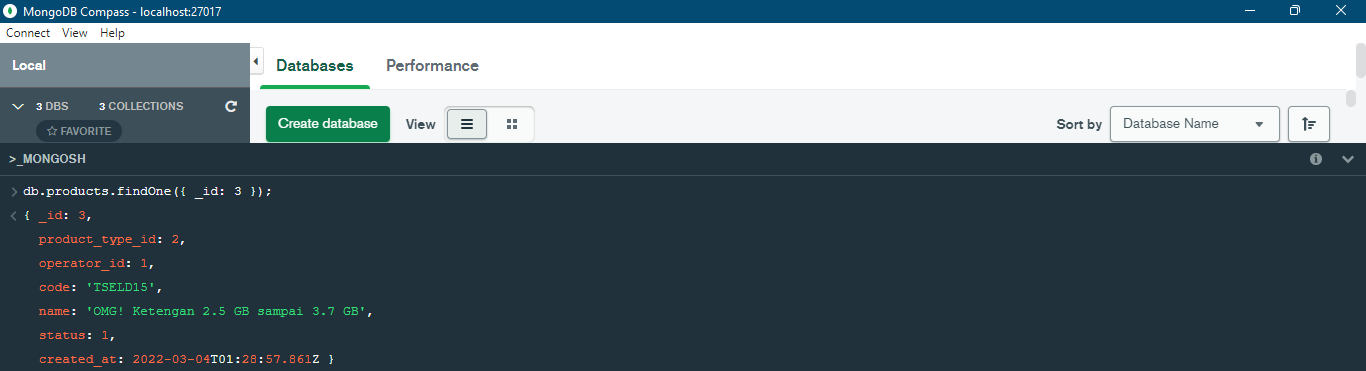 MongoDB Compass - localhost:27017
Connect View Help
Local
Databases Performance
3 DBS 3 COLLECTIONS
FAVORITE
Create database View Sort by Database Name
>_MONGOSH
> db.products.findOne({ _id: 3 });
< { _id: 3,
product_type_id: 2,
operator_id: 1,
code: 'TSELD15',
name: 'OMG! Ketengan 2.5 GB sampai 3.7 GB',
status: 1,
created_at: 2022-03-04T01:28:57.861Z }